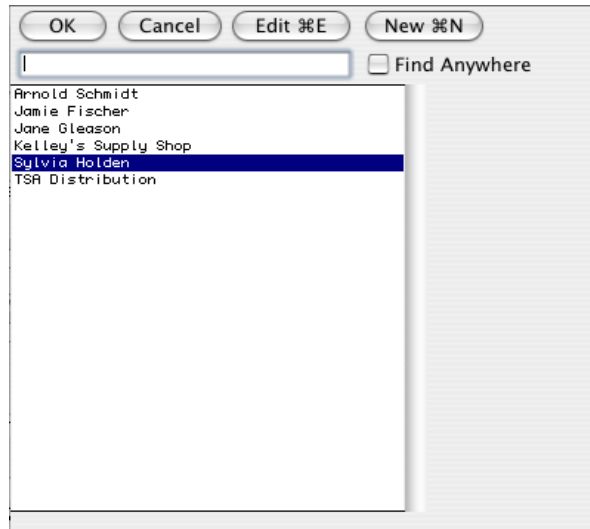 OK Cancel Edit ⌘E New ⌘N
Find Anywhere
Arnold Schmidt
Jamie Fischer
Jane Gleason
Kelley's Supply Shop
Sylvia Holden
TSA Distribution